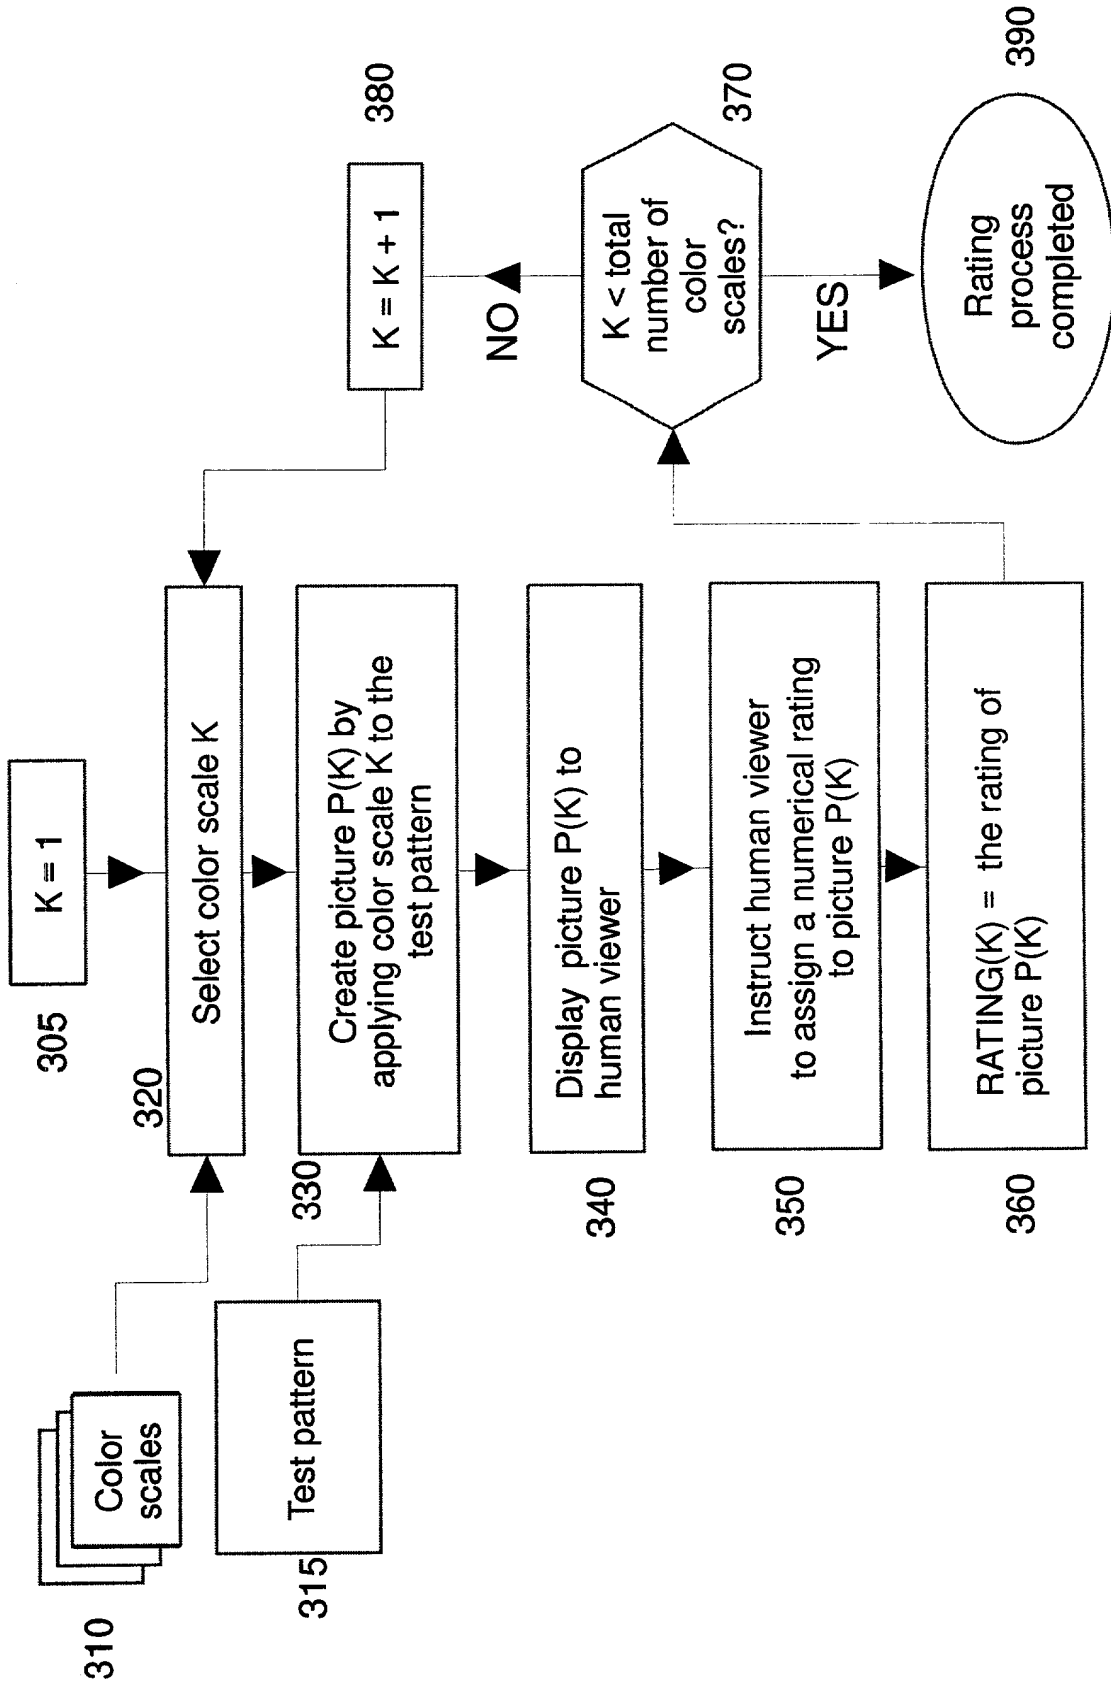 305
K = 1
310
Color
scales
320
Select color scale K
315
Test pattern
330
Create picture P(K) by
applying color scale K to the
test pattern
340
Display picture P(K) to
human viewer
350
Instruct human viewer
to assign a numerical rating
to picture P(K)
360
RATING(K) = the rating of
picture P(K)
380
K = K + 1
NO
370
K < total
number of
color
scales?
YES
390
Rating
process
completed